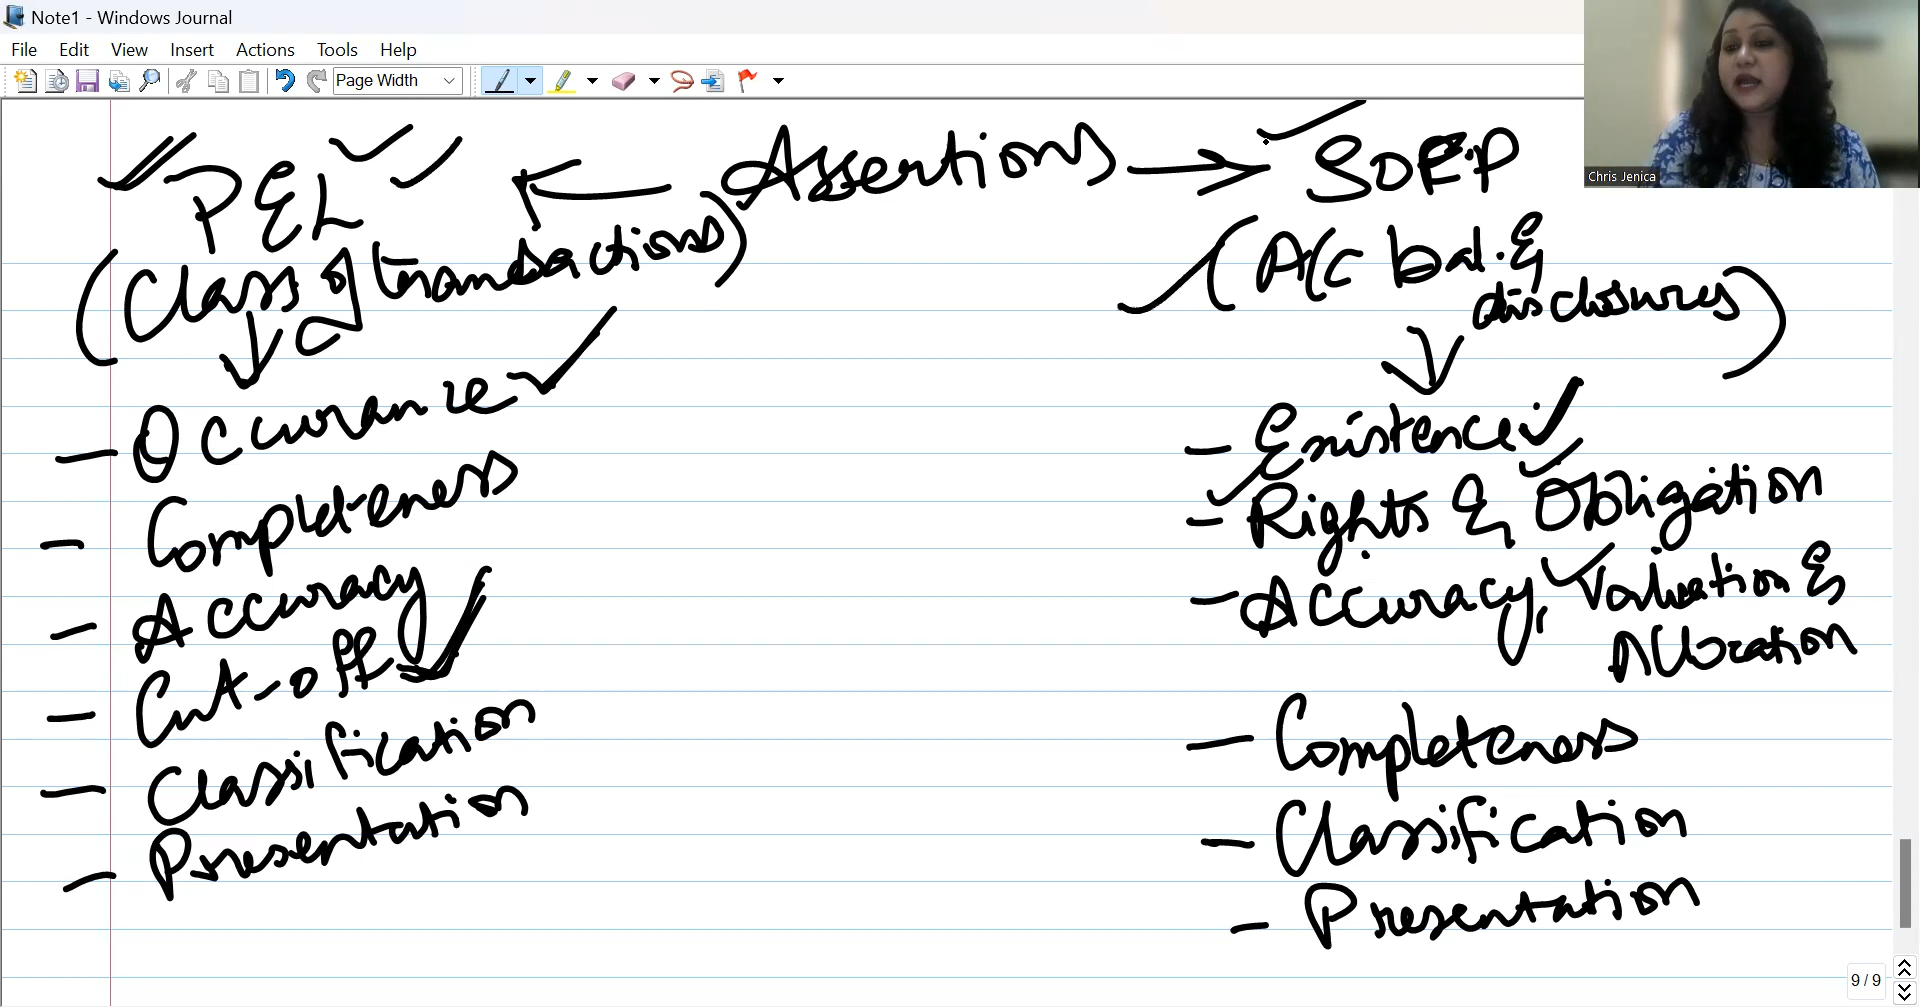 Note1 - Windows Journal
File Edit View Insert Actions Tools Help
Page Width
Chris Jenica
P&L ← Assertions → SOFP
(Class of transactions)
(A/C bal. &
disclosures)
- Occurance
- Completeness
- Accuracy
- Cut-off
- Classification
- Presentation
- Existence
- Rights & Obligation
- Accuracy, Valuation &
Allocation
- Completeness
- Classification
- Presentation
9 / 9